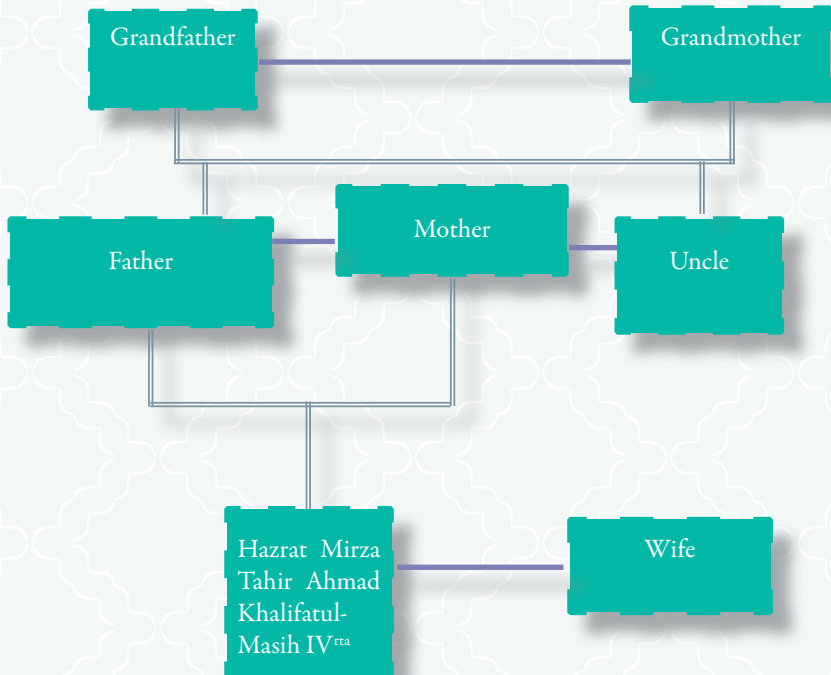 Grandfather
Grandmother
Father
Mother
Uncle
Hazrat Mirza
Tahir Ahmad
Khalifatul-
Masih IVrta
Wife